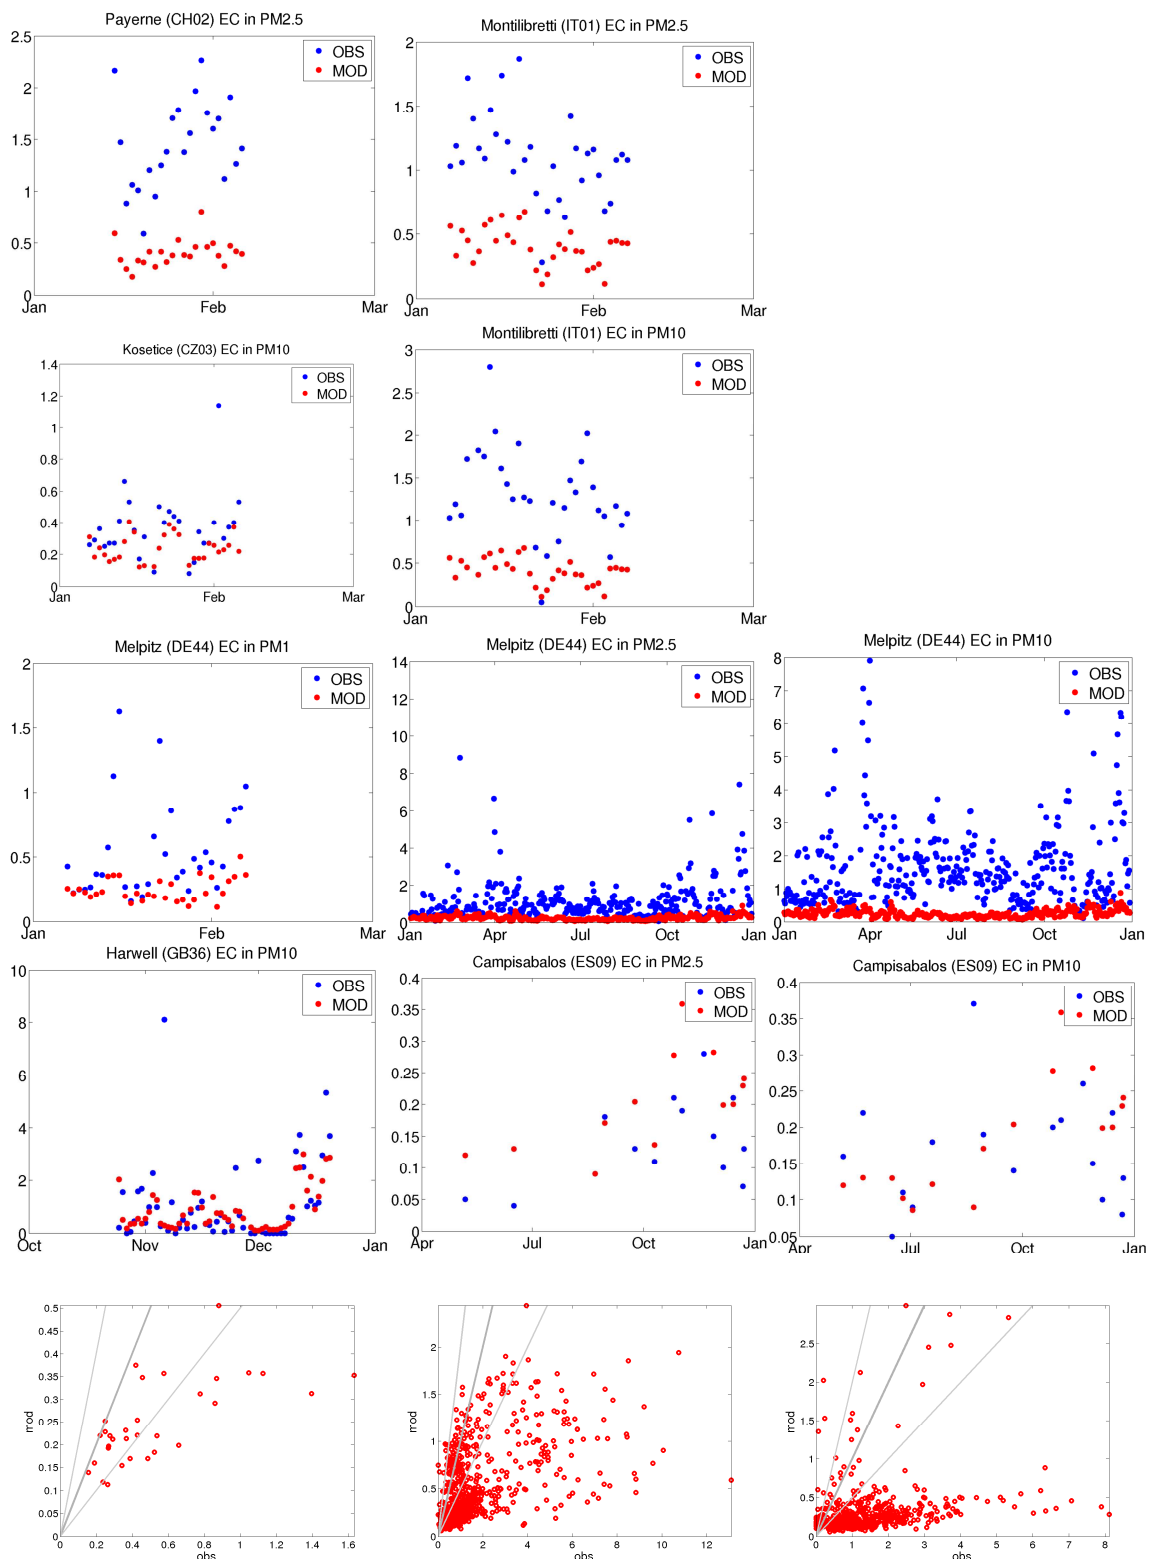 Payerne (CH02) EC in PM2.5
2.5
2
1.5
1
0.5
0
Jan Feb Mar
OBS
MOD
Montilibretti (IT01) EC in PM2.5
2
1.5
1
0.5
0
Jan Feb Mar
OBS
MOD
Kosetice (CZ03) EC in PM10
1.4
1.2
1
0.8
0.6
0.4
0.2
0
Jan Feb Mar
OBS
MOD
Montilibretti (IT01) EC in PM10
3
2.5
2
1.5
1
0.5
0
Jan Feb Mar
OBS
MOD
Melpitz (DE44) EC in PM1
2
1.5
1
0.5
0
Jan Feb Mar
OBS
MOD
Melpitz (DE44) EC in PM2.5
14
12
10
8
6
4
2
0
Jan Apr Jul Oct Jan
OBS
MOD
Melpitz (DE44) EC in PM10
8
7
6
5
4
3
2
1
0
Jan Apr Jul Oct Jan
OBS
MOD
Harwell (GB36) EC in PM10
10
8
6
4
2
0
Oct Nov Dec Jan
OBS
MOD
Campisabalos (ES09) EC in PM2.5
0.4
0.35
0.3
0.25
0.2
0.15
0.1
0.05
0
Apr Jul Oct Jan
OBS
MOD
Campisabalos (ES09) EC in PM10
0.4
0.35
0.3
0.25
0.2
0.15
0.1
0.05
Apr Jul Oct Jan
OBS
MOD
0.5
0.45
0.4
0.35
0.3
0.25
0.2
0.15
0.1
0.05
0
mod
0 0.2 0.4 0.6 0.8 1 1.2 1.4 1.6
obs
2
1.5
1
0.5
0
mod
0 2 4 6 8 10 12
obs
2.5
2
1.5
1
0.5
0
mod
0 1 2 3 4 5 6 7 8
obs